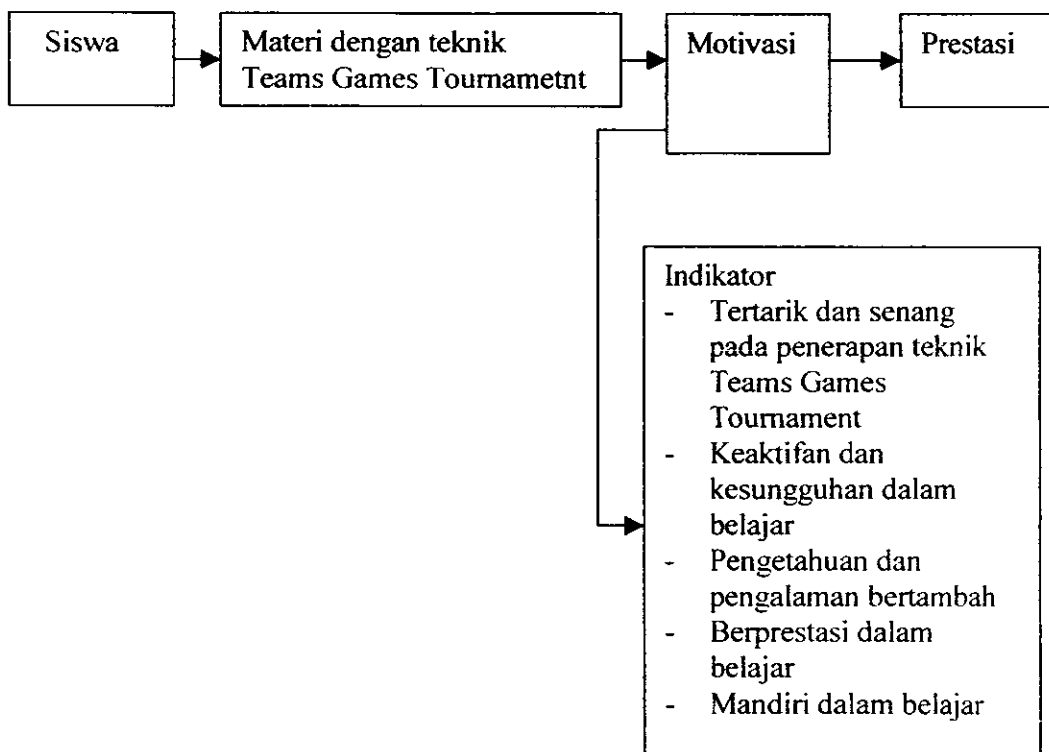 Siswa
Materi dengan teknik
Teams Games Tournametnt
Motivasi
Prestasi
Indikator
- Tertarik dan senang
pada penerapan teknik
Teams Games
Tournament
- Keaktifan dan
kesungguhan dalam
belajar
- Pengetahuan dan
pengalaman bertambah
- Berprestasi dalam
belajar
- Mandiri dalam belajar